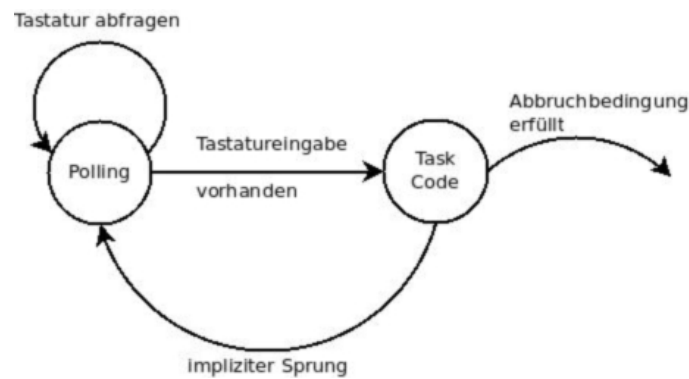 Tastatur abfragen
Abbruchbedingung
erfüllt
Tastatureingabe
vorhanden
Polling
Task
Code
impliziter Sprung